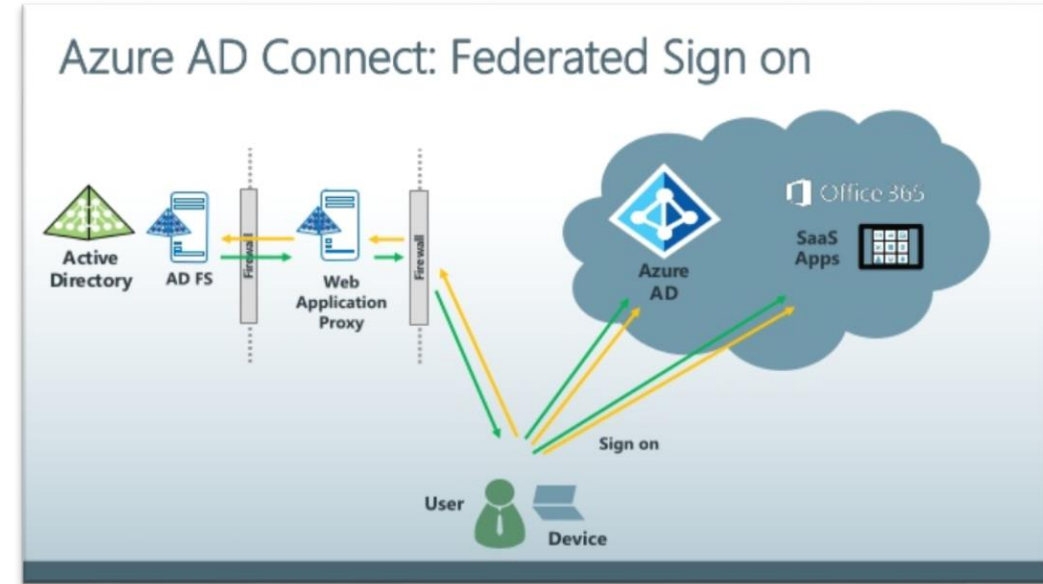 Azure AD Connect: Federated Sign on
Active
Directory
AD FS
Firewall
Web
Application
Proxy
Firewall
Azure
AD
Office 365
SaaS
Apps
Sign on
User
Device